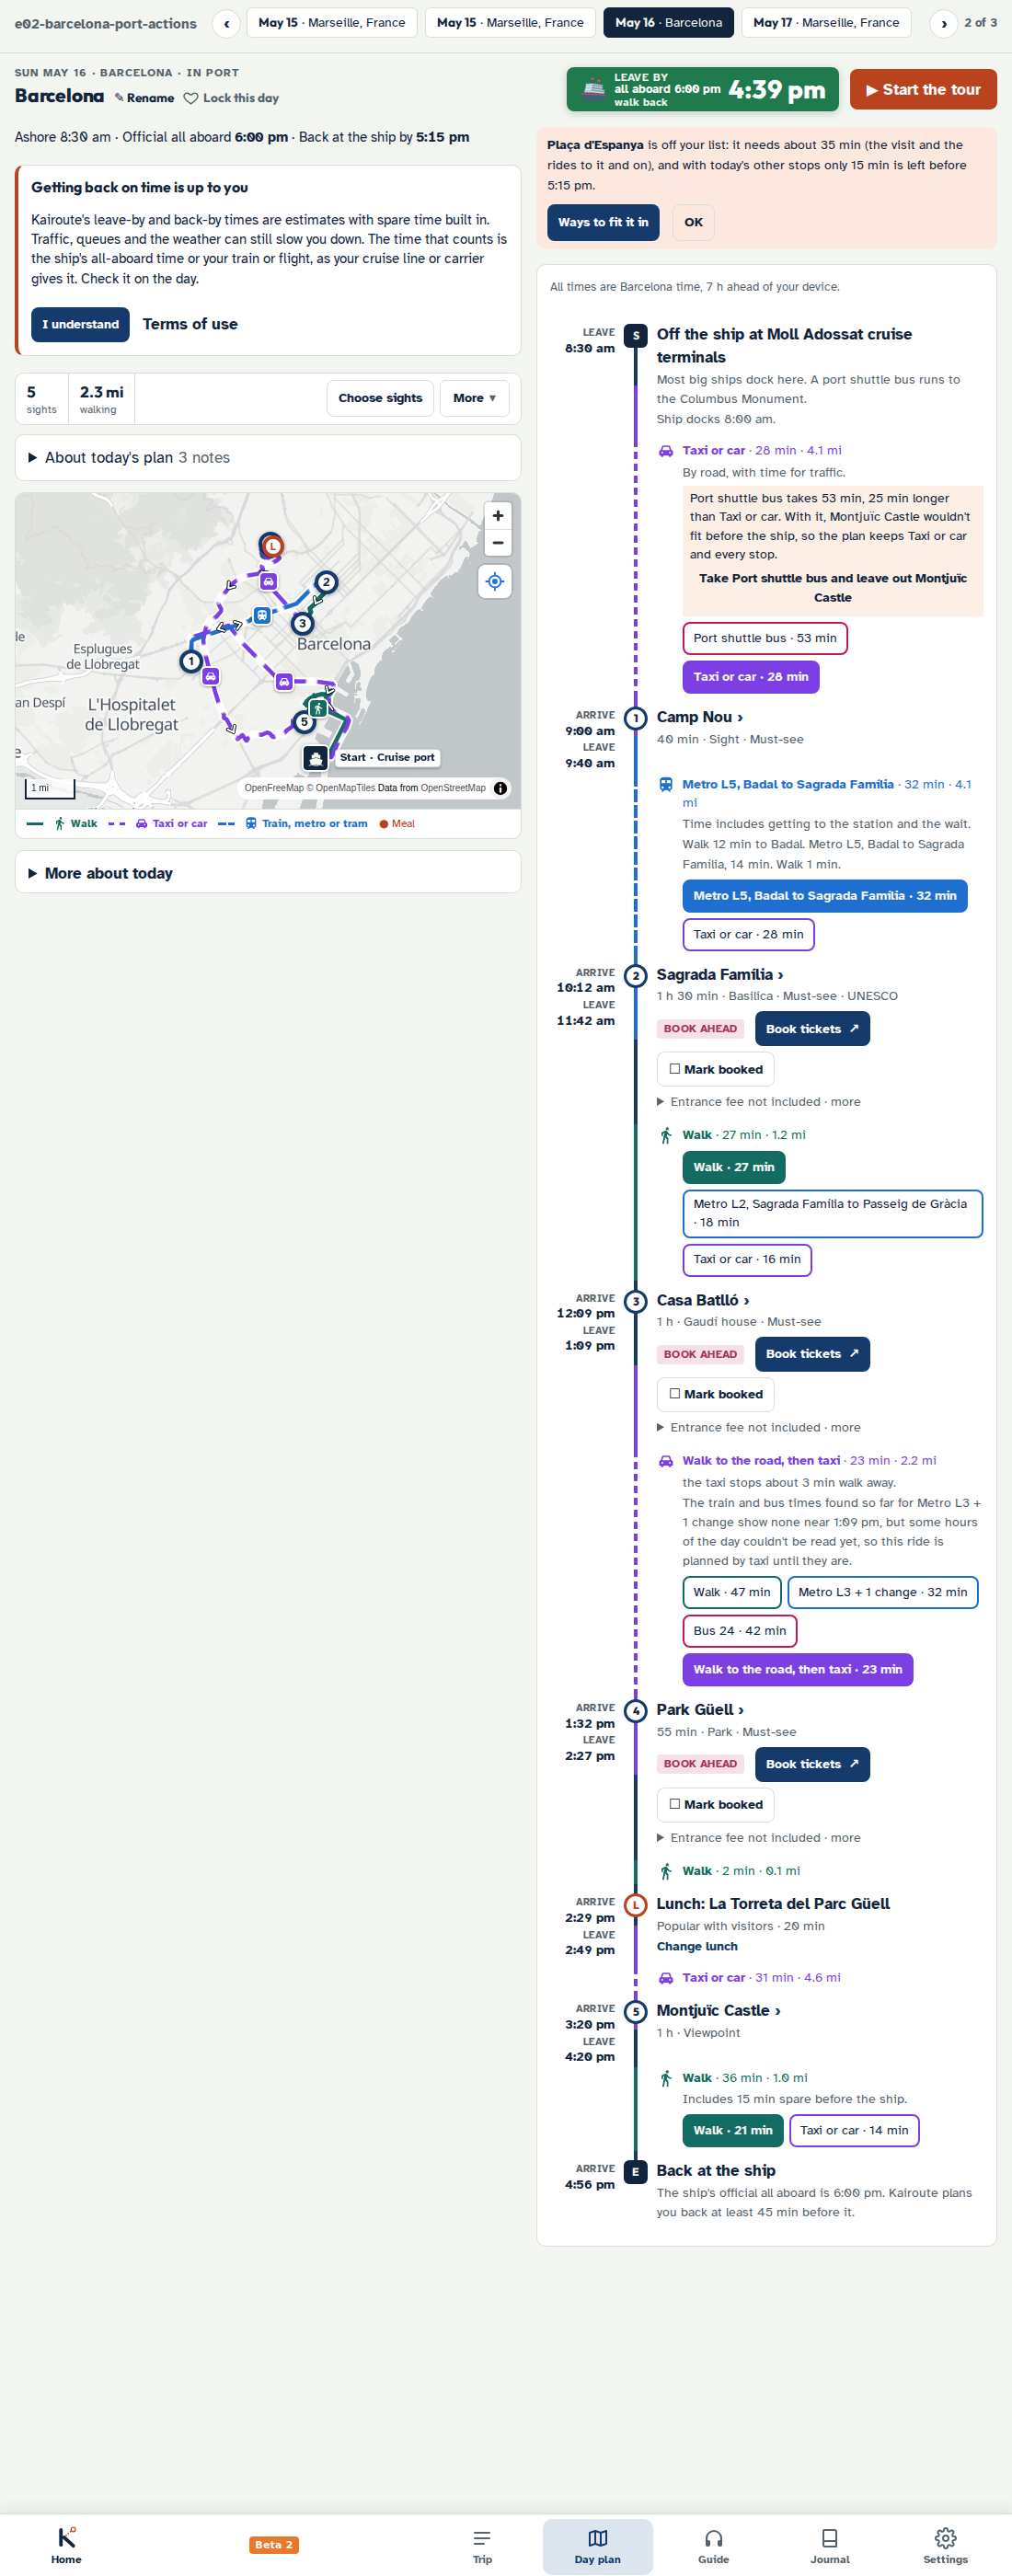 e02-barcelona-port-actions
‹
May 15 · Marseille, France
May 15 · Marseille, France
May 16 · Barcelona
May 17 · Marseille, France
›
2 of 3
SUN MAY 16 · BARCELONA · IN PORT
Barcelona
✎ Rename
Lock this day
LEAVE BY
all aboard 6:00 pm
walk back
4:39 pm
▶ Start the tour
Ashore 8:30 am · Official all aboard 6:00 pm · Back at the ship by 5:15 pm
Getting back on time is up to you
Kairoute's leave-by and back-by times are estimates with spare time built in.
Traffic, queues and the weather can still slow you down. The time that counts is
the ship's all-aboard time or your train or flight, as your cruise line or carrier
gives it. Check it on the day.
I understand
Terms of use
5
sights
2.3 mi
walking
Choose sights
More ▾
▶ About today's plan 3 notes
L
2
3
Barcelona
1
Esplugues
de Llobregat
le
an Despí
L'Hospitalet
de Llobregat
5
e
Start · Cruise port
+
−
1 mi
OpenFreeMap © OpenMapTiles Data from OpenStreetMap
Walk
Taxi or car
Train, metro or tram
Meal
▶ More about today
Plaça d'Espanya is off your list: it needs about 35 min (the visit and the
rides to it and on), and with today's other stops only 15 min is left before
5:15 pm.
Ways to fit it in
OK
All times are Barcelona time, 7 h ahead of your device.
LEAVE
8:30 am
S
Off the ship at Moll Adossat cruise
terminals
Most big ships dock here. A port shuttle bus runs to
the Columbus Monument.
Ship docks 8:00 am.
Taxi or car · 28 min · 4.1 mi
By road, with time for traffic.
Port shuttle bus takes 53 min, 25 min longer
than Taxi or car. With it, Montjuïc Castle wouldn't
fit before the ship, so the plan keeps Taxi or car
and every stop.
Take Port shuttle bus and leave out Montjuïc
Castle
Port shuttle bus · 53 min
Taxi or car · 28 min
ARRIVE
9:00 am
LEAVE
9:40 am
1
Camp Nou ›
40 min · Sight · Must-see
Metro L5, Badal to Sagrada Família · 32 min · 4.1
mi
Time includes getting to the station and the wait.
Walk 12 min to Badal. Metro L5, Badal to Sagrada
Família, 14 min. Walk 1 min.
Metro L5, Badal to Sagrada Família · 32 min
Taxi or car · 28 min
ARRIVE
10:12 am
LEAVE
11:42 am
2
Sagrada Família ›
1 h 30 min · Basilica · Must-see · UNESCO
BOOK AHEAD
Book tickets ↗
☐ Mark booked
▶ Entrance fee not included · more
Walk · 27 min · 1.2 mi
Walk · 27 min
Metro L2, Sagrada Família to Passeig de Gràcia
· 18 min
Taxi or car · 16 min
ARRIVE
12:09 pm
LEAVE
1:09 pm
3
Casa Batlló ›
1 h · Gaudí house · Must-see
BOOK AHEAD
Book tickets ↗
☐ Mark booked
▶ Entrance fee not included · more
Walk to the road, then taxi · 23 min · 2.2 mi
the taxi stops about 3 min walk away.
The train and bus times found so far for Metro L3 +
1 change show none near 1:09 pm, but some hours
of the day couldn't be read yet, so this ride is
planned by taxi until they are.
Walk · 47 min
Metro L3 + 1 change · 32 min
Bus 24 · 42 min
Walk to the road, then taxi · 23 min
ARRIVE
1:32 pm
LEAVE
2:27 pm
4
Park Güell ›
55 min · Park · Must-see
BOOK AHEAD
Book tickets ↗
☐ Mark booked
▶ Entrance fee not included · more
Walk · 2 min · 0.1 mi
ARRIVE
2:29 pm
LEAVE
2:49 pm
L
Lunch: La Torreta del Parc Güell
Popular with visitors · 20 min
Change lunch
Taxi or car · 31 min · 4.6 mi
ARRIVE
3:20 pm
LEAVE
4:20 pm
5
Montjuïc Castle ›
1 h · Viewpoint
Walk · 36 min · 1.0 mi
Includes 15 min spare before the ship.
Walk · 21 min
Taxi or car · 14 min
ARRIVE
4:56 pm
E
Back at the ship
The ship's official all aboard is 6:00 pm. Kairoute plans
you back at least 45 min before it.
Home
Beta 2
Trip
Day plan
Guide
Journal
Settings